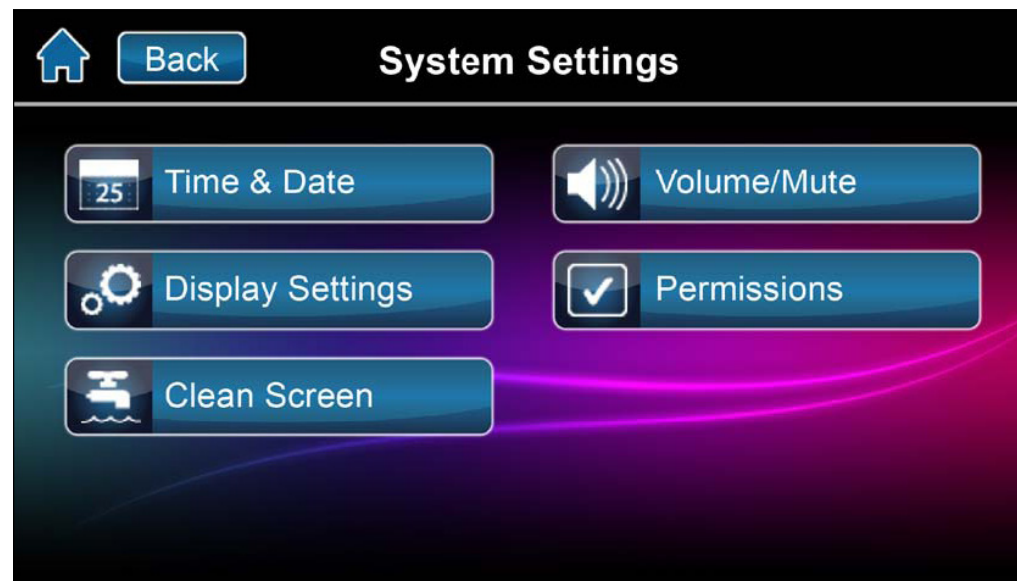 Back
System Settings
25
Time & Date
Volume/Mute
Display Settings
Permissions
Clean Screen